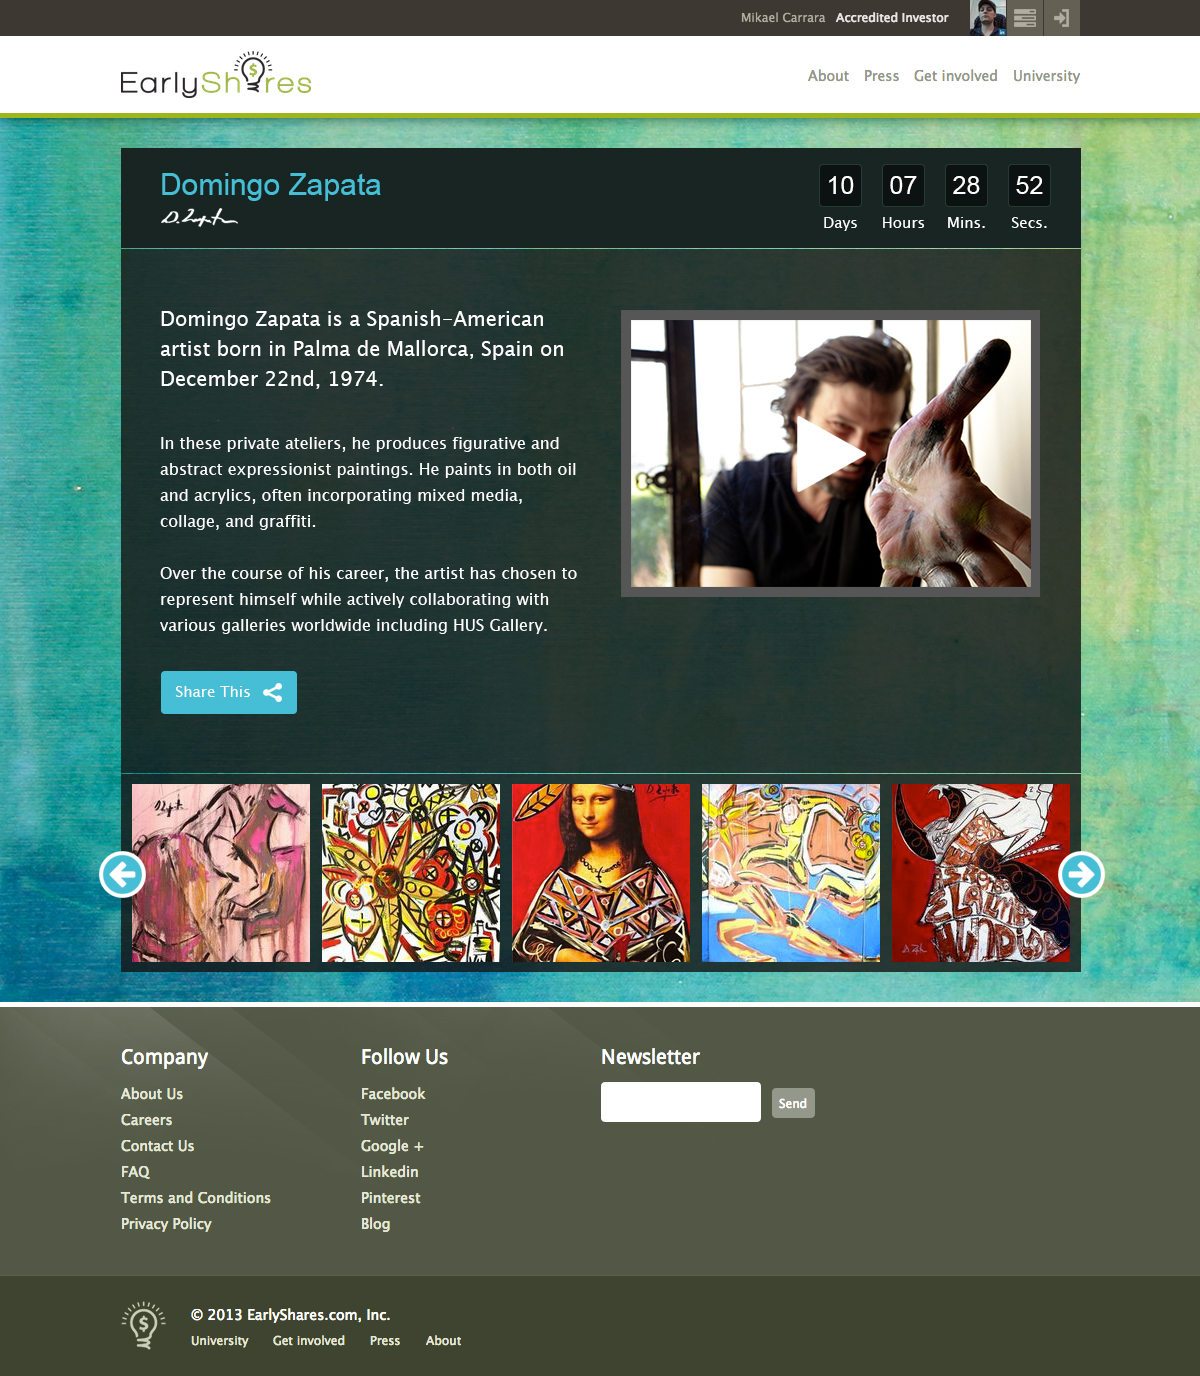 Mikael Carrara Accredited Investor
EarlyShares
About Press Get involved University
Domingo Zapata
D. Zapata
10 07 28 52
Days Hours Mins. Secs.
Domingo Zapata is a Spanish-American
artist born in Palma de Mallorca, Spain on
December 22nd, 1974.
In these private ateliers, he produces figurative and
abstract expressionist paintings. He paints in both oil
and acrylics, often incorporating mixed media,
collage, and graffiti.
Over the course of his career, the artist has chosen to
represent himself while actively collaborating with
various galleries worldwide including HUS Gallery.
Share This
Company
About Us
Careers
Contact Us
FAQ
Terms and Conditions
Privacy Policy
Follow Us
Facebook
Twitter
Google +
Linkedin
Pinterest
Blog
Newsletter
Send
© 2013 EarlyShares.com, Inc.
University Get involved Press About